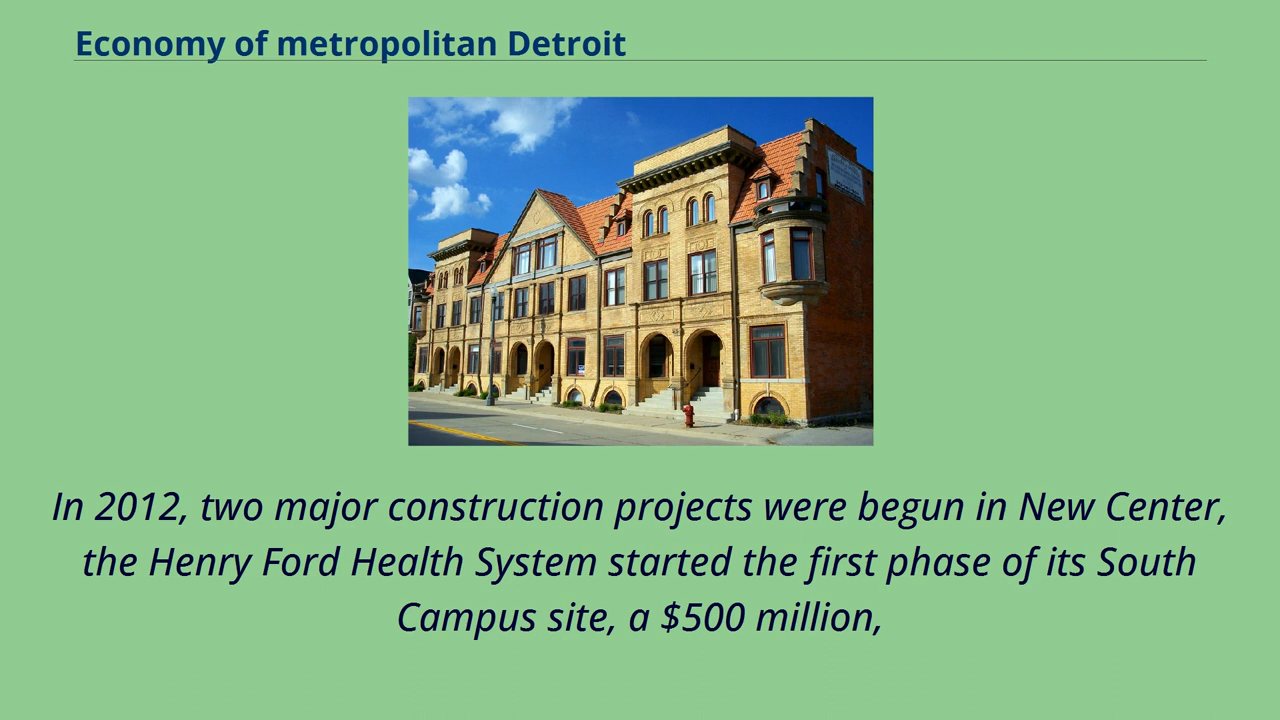 Economy of metropolitan Detroit
In 2012, two major construction projects were begun in New Center,
the Henry Ford Health System started the first phase of its South
Campus site, a $500 million,